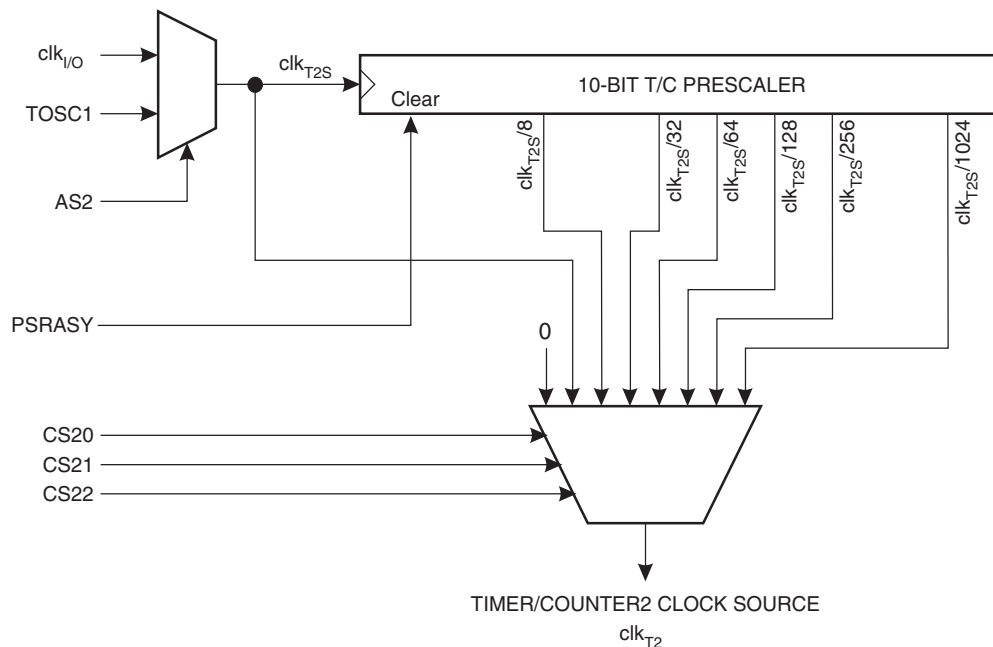 clkI/O
TOSC1
AS2
PSRASY
clkT2S
10-BIT T/C PRESCALER
Clear
clkT2S/8
clkT2S/32
clkT2S/64
clkT2S/128
clkT2S/256
clkT2S/1024
0
CS20
CS21
CS22
TIMER/COUNTER2 CLOCK SOURCE
clkT2